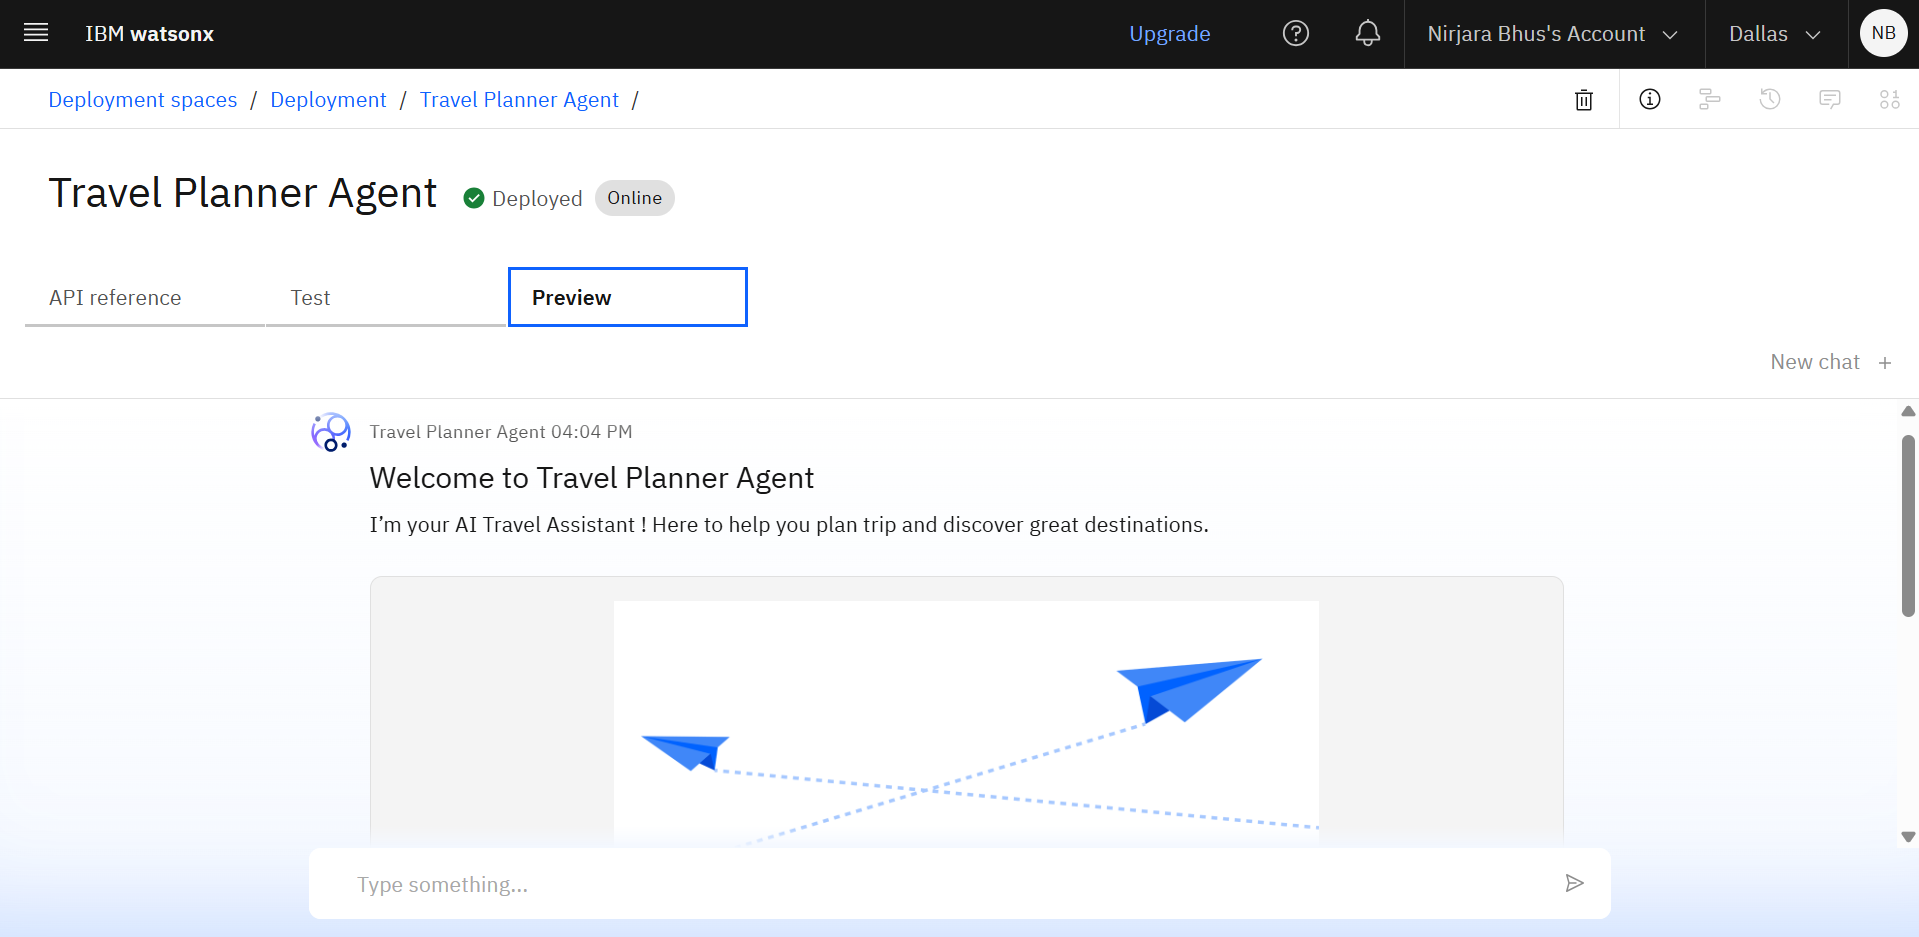 IBM watsonx Upgrade Nirjara Bhus's Account Dallas NB
Deployment spaces / Deployment / Travel Planner Agent /
Travel Planner Agent Deployed Online
API reference Test Preview
New chat +
Travel Planner Agent 04:04 PM
Welcome to Travel Planner Agent
I’m your AI Travel Assistant ! Here to help you plan trip and discover great destinations.
Type something...